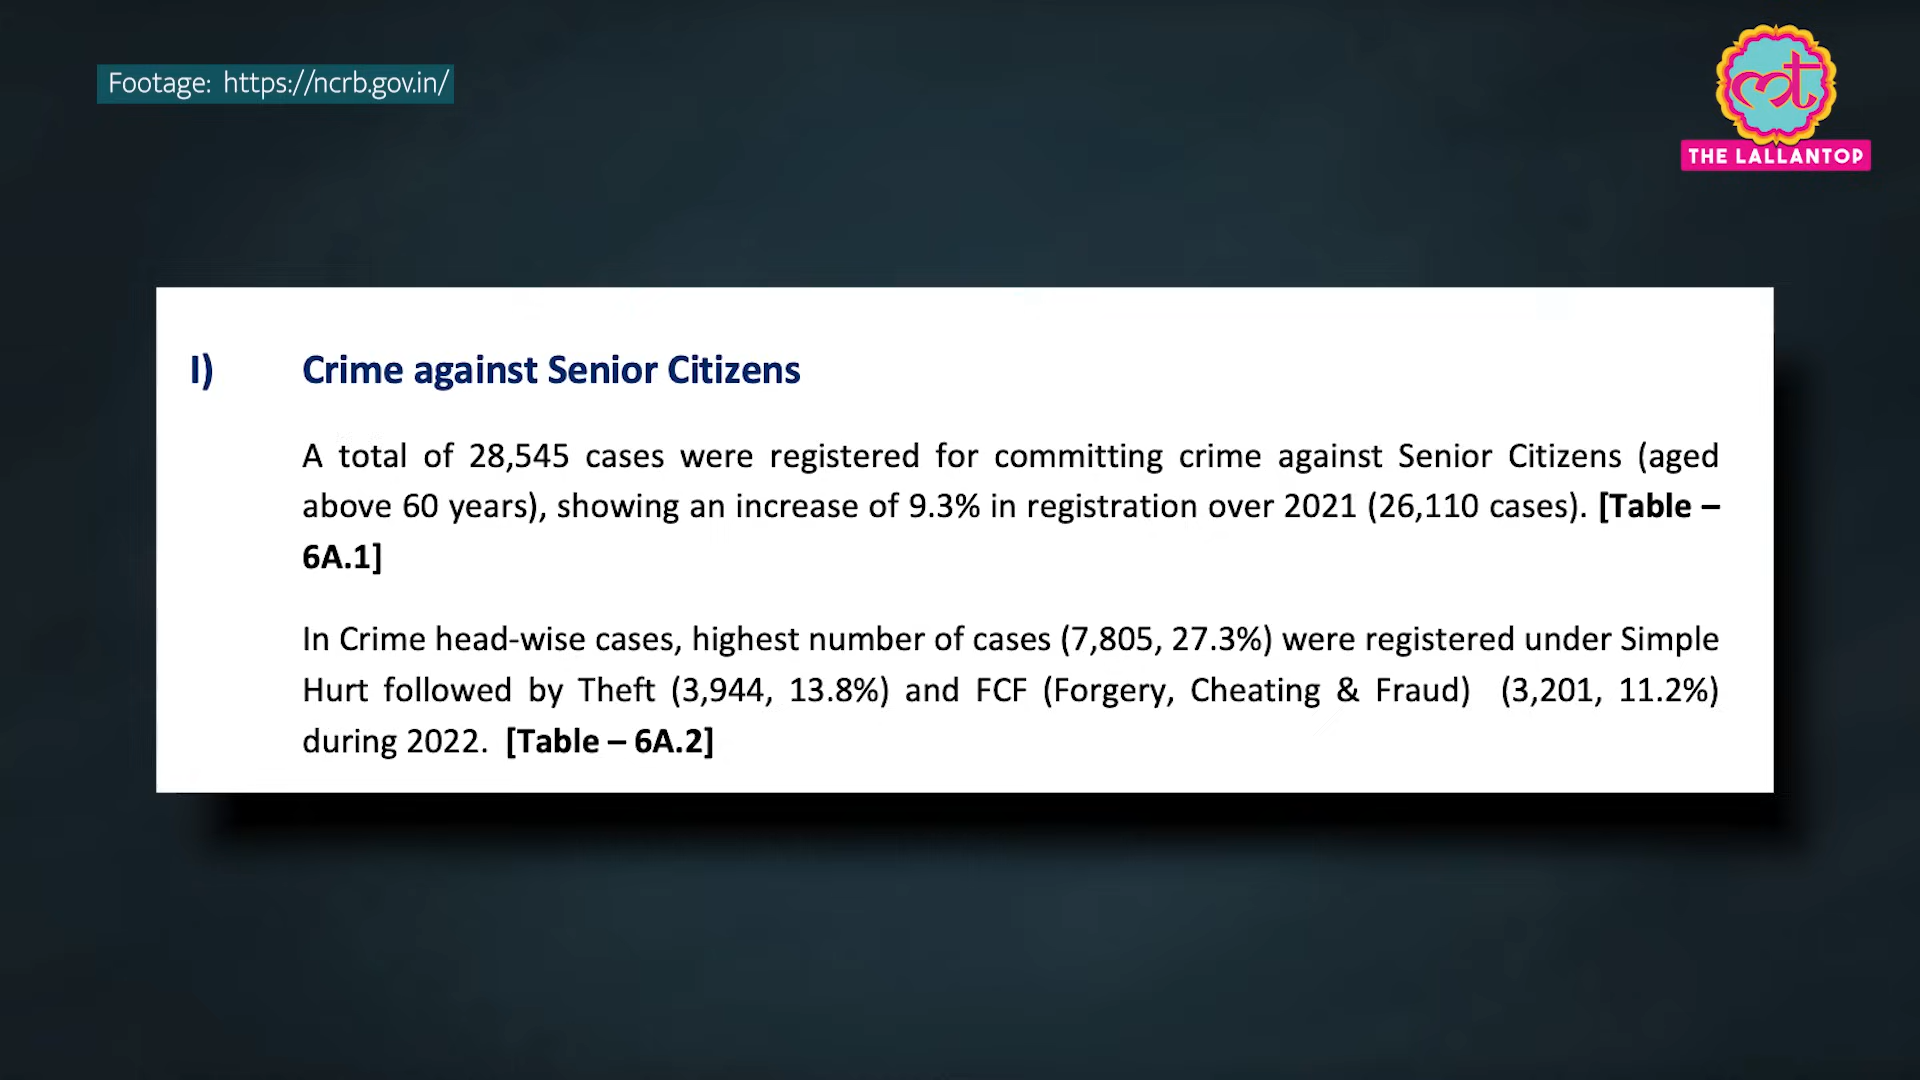 Footage: https://ncrb.gov.in/
THE LALLANTOP
I) Crime against Senior Citizens
A total of 28,545 cases were registered for committing crime against Senior Citizens (aged
above 60 years), showing an increase of 9.3% in registration over 2021 (26,110 cases). [Table –
6A.1]
In Crime head-wise cases, highest number of cases (7,805, 27.3%) were registered under Simple
Hurt followed by Theft (3,944, 13.8%) and FCF (Forgery, Cheating & Fraud) (3,201, 11.2%)
during 2022. [Table – 6A.2]